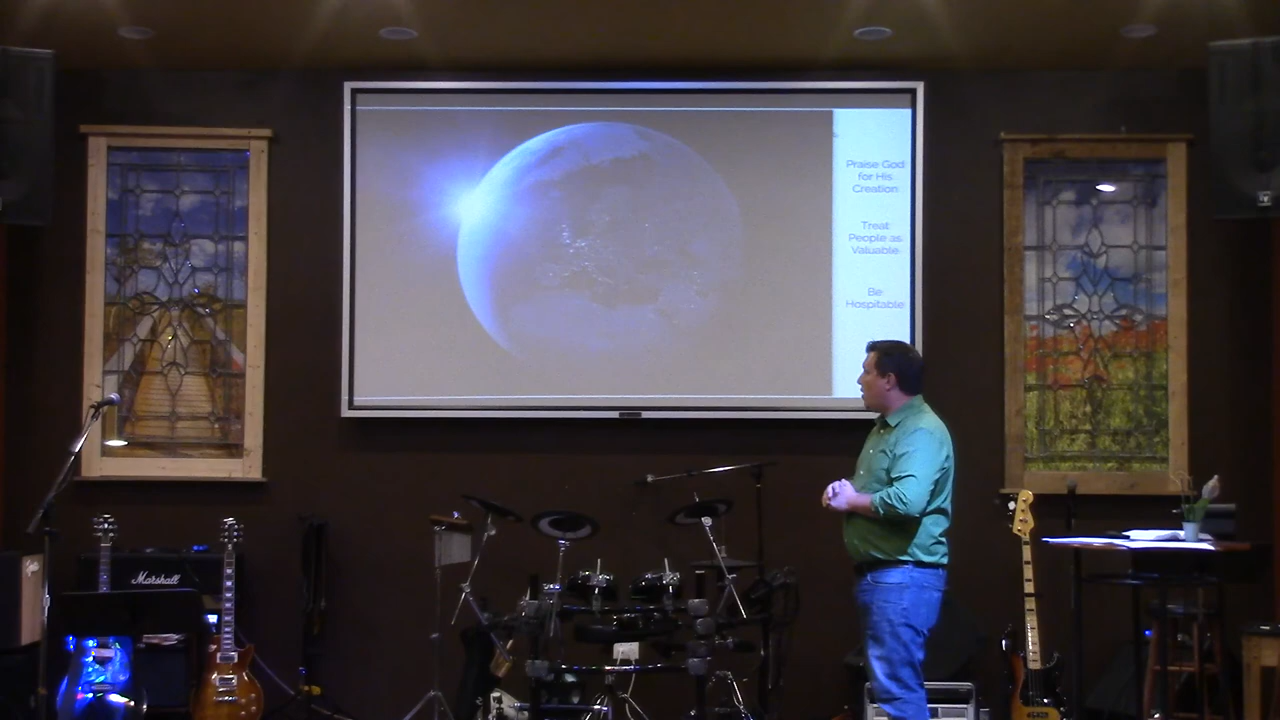 Praise God
for His
Creation
Treat
People as
Valuable
Be
Hospitable
Marshall